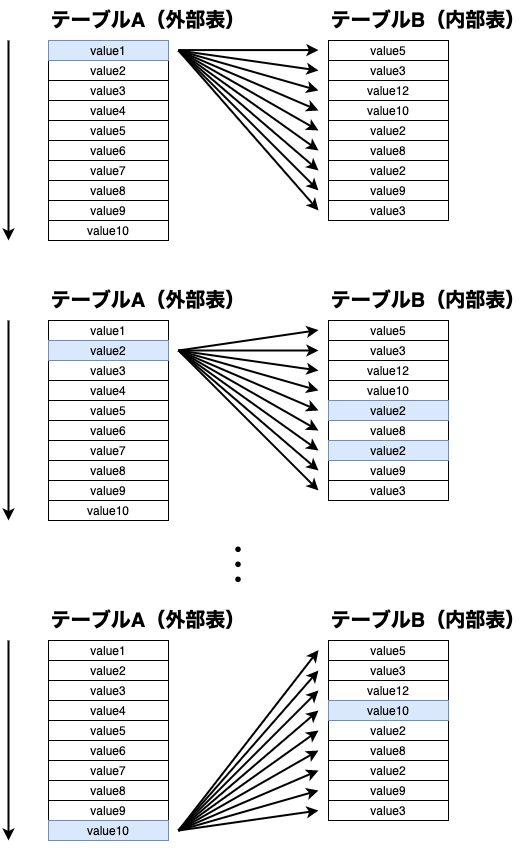 テーブルA（外部表） テーブルB（内部表）
value1 value5
value2 value3
value3 value12
value4 value10
value5 value2
value6 value8
value7 value2
value8 value9
value9 value3
value10
テーブルA（外部表） テーブルB（内部表）
value1 value5
value2 value3
value3 value12
value4 value10
value5 value2
value6 value8
value7 value2
value8 value9
value9 value3
value10
テーブルA（外部表） テーブルB（内部表）
value1 value5
value2 value3
value3 value12
value4 value10
value5 value2
value6 value8
value7 value2
value8 value9
value9 value3
value10